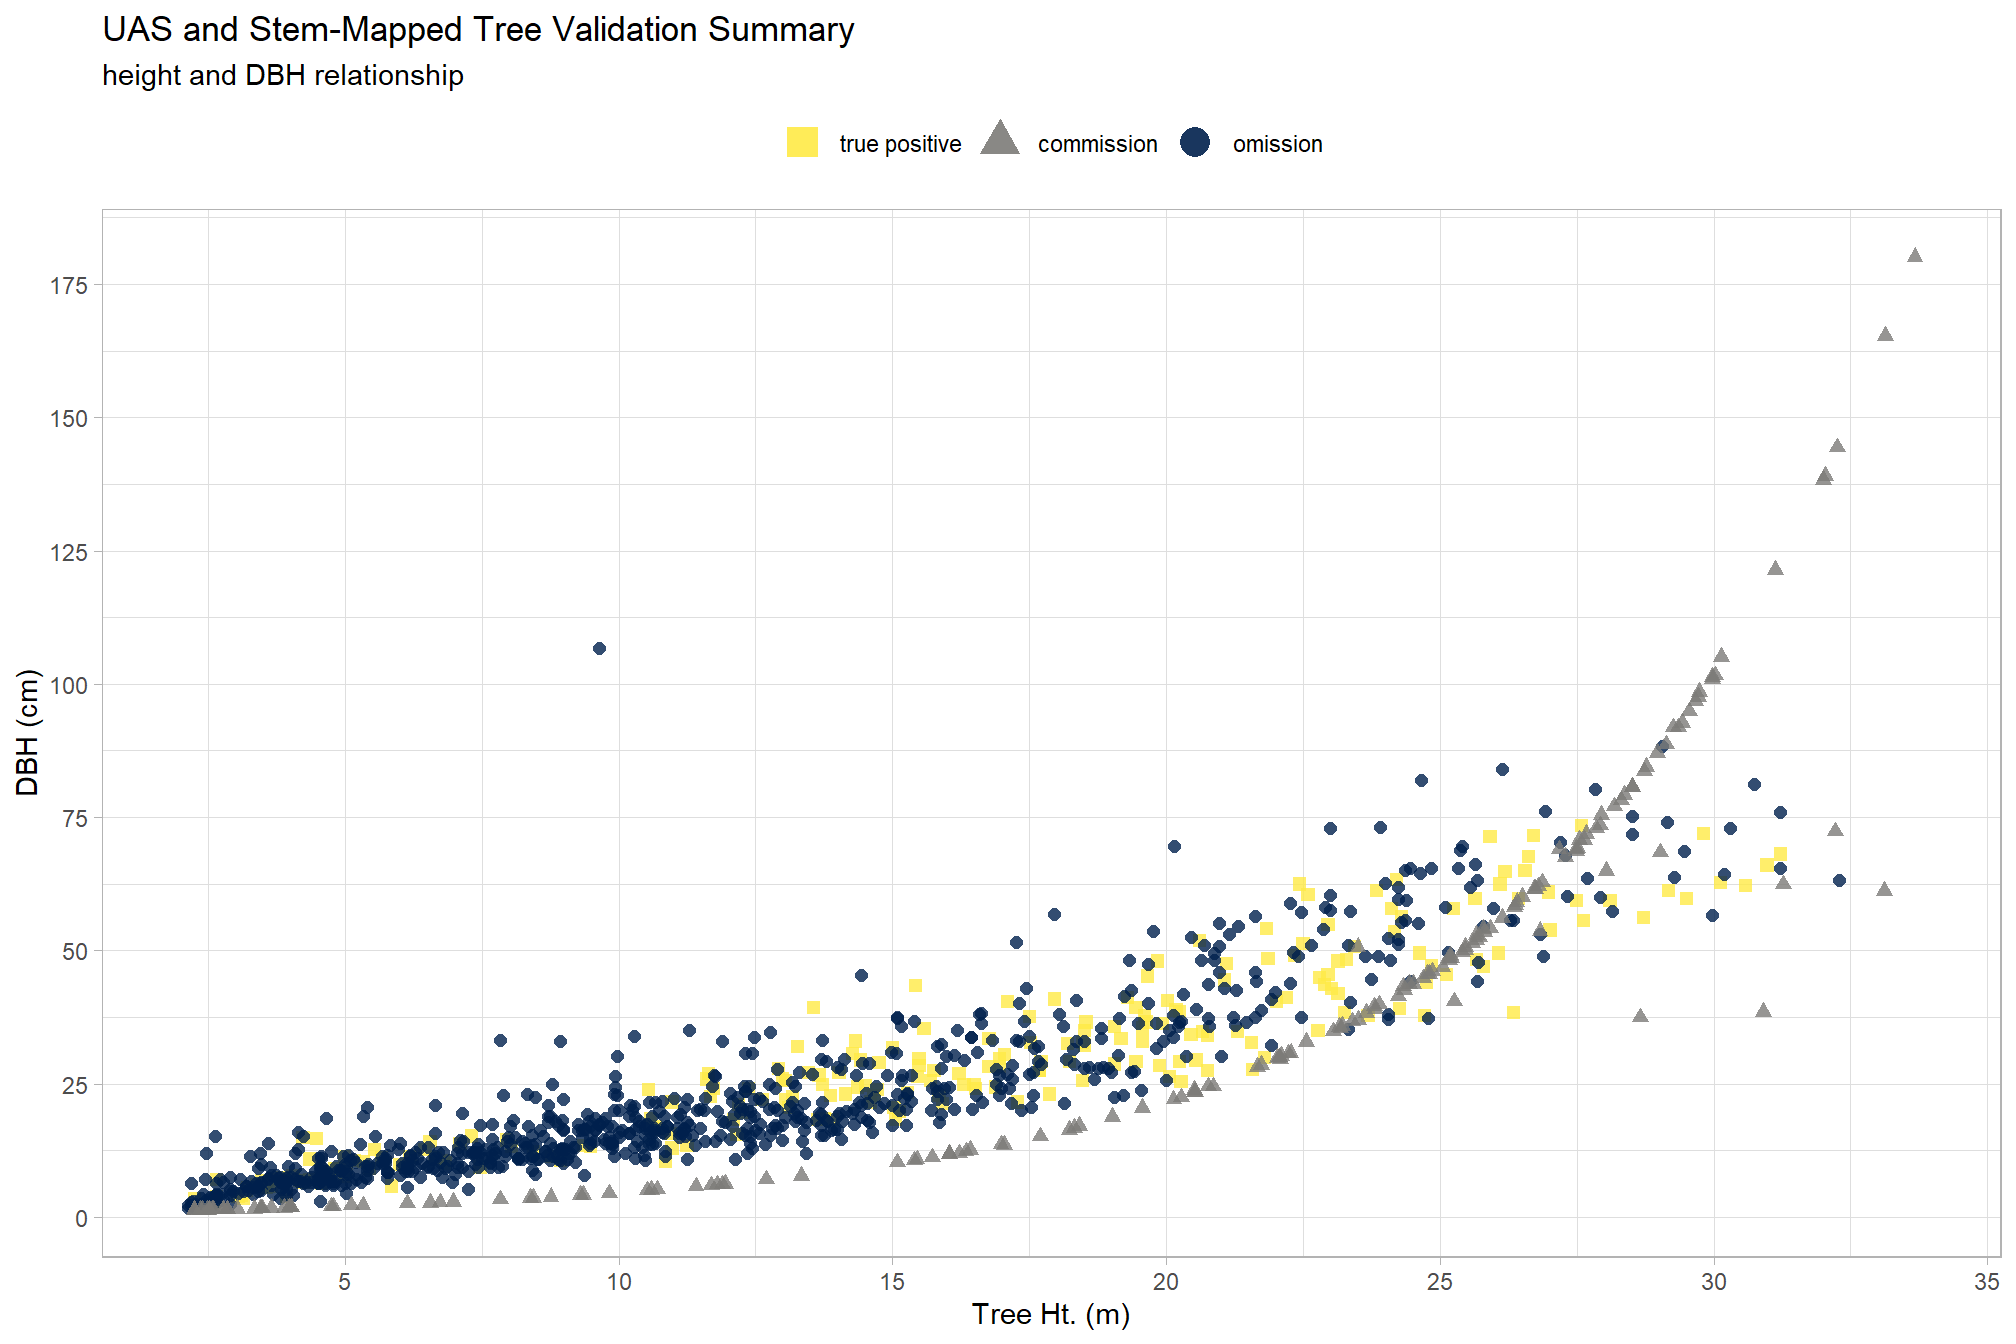 UAS and Stem-Mapped Tree Validation Summary
height and DBH relationship
true positive commission omission
DBH (cm)
175
150
125
100
75
50
25
0
5 10 15 20 25 30 35
Tree Ht. (m)